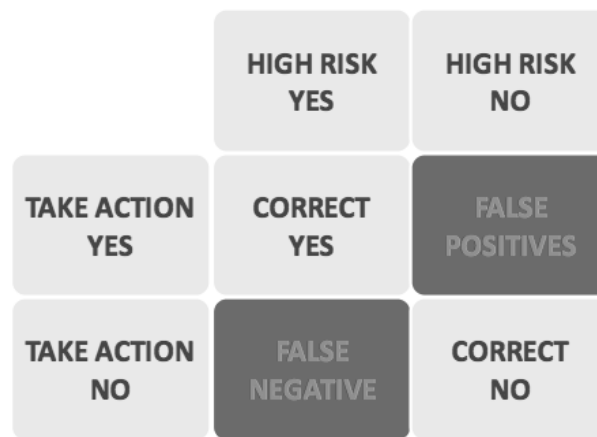 HIGH RISK
YES
HIGH RISK
NO
TAKE ACTION
YES
CORRECT
YES
FALSE
POSITIVES
TAKE ACTION
NO
FALSE
NEGATIVE
CORRECT
NO